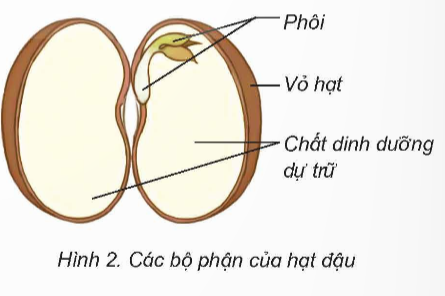 Phôi
Vỏ hạt
Chất dinh dưỡng
dự trữ
Hình 2. Các bộ phận của hạt đậu